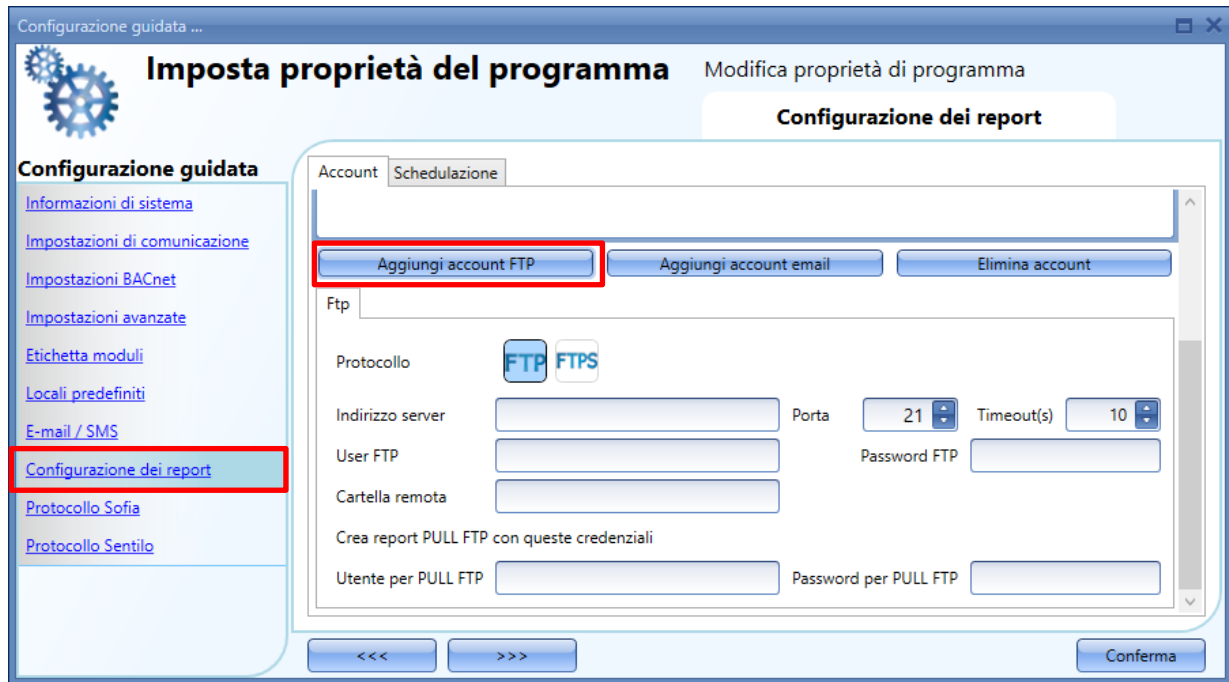 Configurazione guidata ...
Imposta proprietà del programma
Modifica proprietà di programma
Configurazione dei report
Configurazione guidata
Informazioni di sistema
Impostazioni di comunicazione
Impostazioni BACnet
Impostazioni avanzate
Etichetta moduli
Locali predefiniti
E-mail / SMS
Configurazione dei report
Protocollo Sofia
Protocollo Sentilo
Account Schedulazione
Aggiungi account FTP Aggiungi account email Elimina account
Ftp
Protocollo FTP FTPS
Indirizzo server Porta 21 Timeout(s) 10
User FTP Password FTP
Cartella remota
Crea report PULL FTP con queste credenziali
Utente per PULL FTP Password per PULL FTP
<<< >>> Conferma